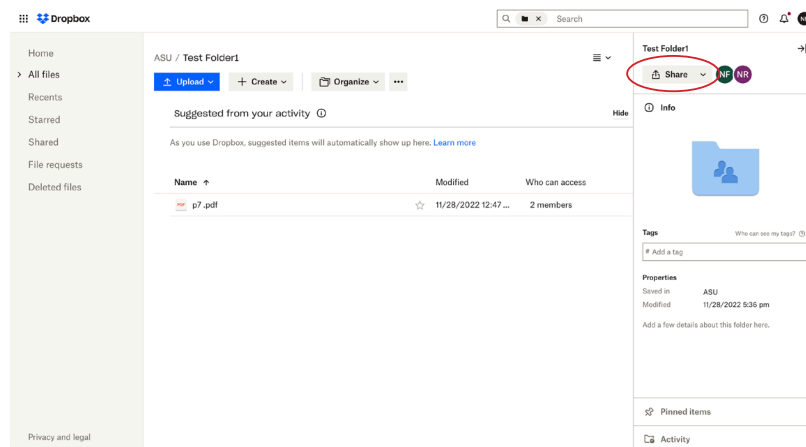 Dropbox
Search
Home
All files
Recents
Starred
Shared
File requests
Deleted files
Privacy and legal
ASU / Test Folder1
Upload
Create
Organize
Suggested from your activity
Hide
As you use Dropbox, suggested items will automatically show up here. Learn more
Name ↑ Modified Who can access
p7.pdf 11/28/2022 12:47 ... 2 members
Test Folder1
Share NF NR
Info
Tags Who can see my tags?
# Add a tag
Properties
Saved in ASU
Modified 11/28/2022 5:36 pm
Add a few details about this folder here.
Pinned items
Activity